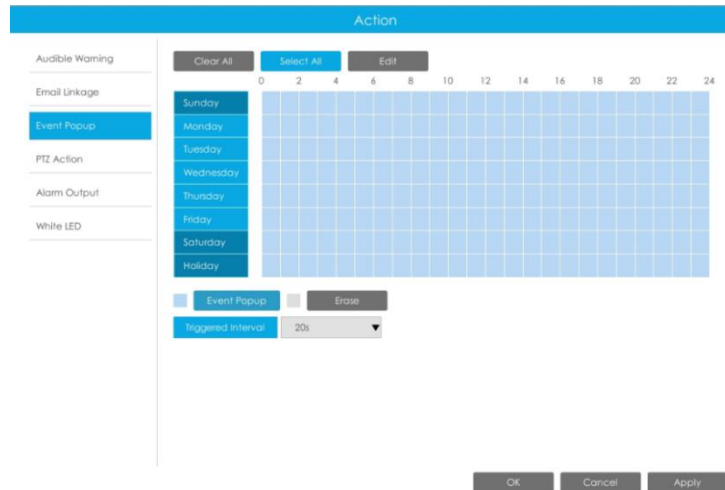 Action
Audible Warning
Email Linkage
Event Popup
PTZ Action
Alarm Output
White LED
Clear All Select All Edit
0 2 4 6 8 10 12 14 16 18 20 22 24
Sunday
Monday
Tuesday
Wednesday
Thursday
Friday
Saturday
Holiday
Event Popup Erase
Triggered Interval 20s
OK Cancel Apply